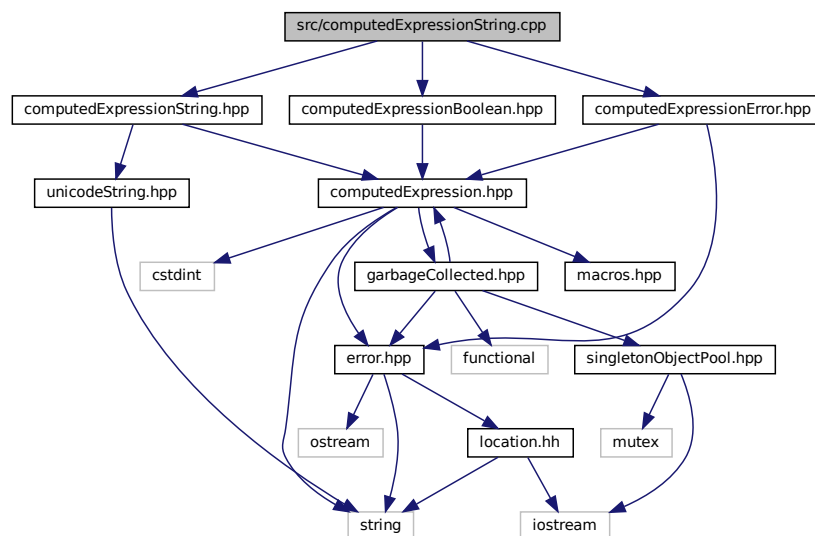 src/computedExpressionString.cpp
computedExpressionString.hpp
computedExpressionBoolean.hpp
computedExpressionError.hpp
unicodeString.hpp
computedExpression.hpp
cstdint
garbageCollected.hpp
macros.hpp
error.hpp
functional
singletonObjectPool.hpp
ostream
location.hh
mutex
string
iostream